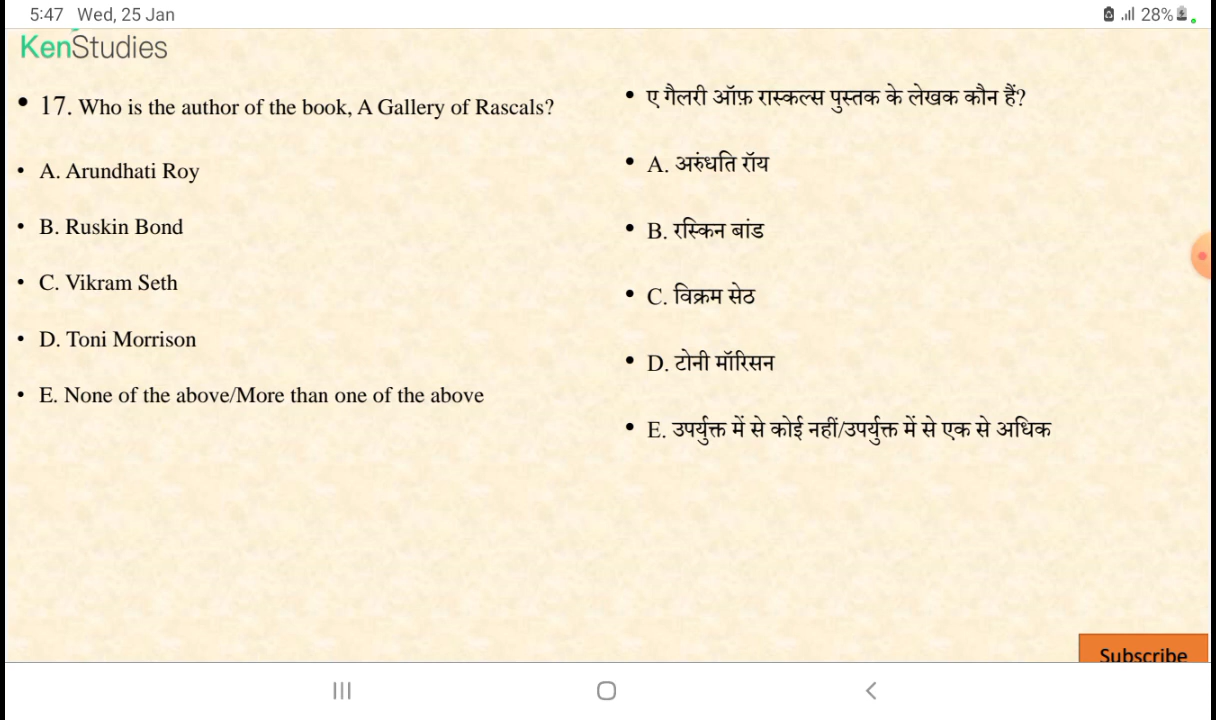 5:47 Wed, 25 Jan
28%
KenStudies
• 17. Who is the author of the book, A Gallery of Rascals?
• A. Arundhati Roy
• B. Ruskin Bond
• C. Vikram Seth
• D. Toni Morrison
• E. None of the above/More than one of the above
• ए गैलरी ऑफ़ रास्कल्स पुस्तक के लेखक कौन हैं?
• A. अरुंधति रॉय
• B. रस्किन बांड
• C. विक्रम सेठ
• D. टोनी मॉरिसन
• E. उपर्युक्त में से कोई नहीं/उपर्युक्त में से एक से अधिक
Subscribe